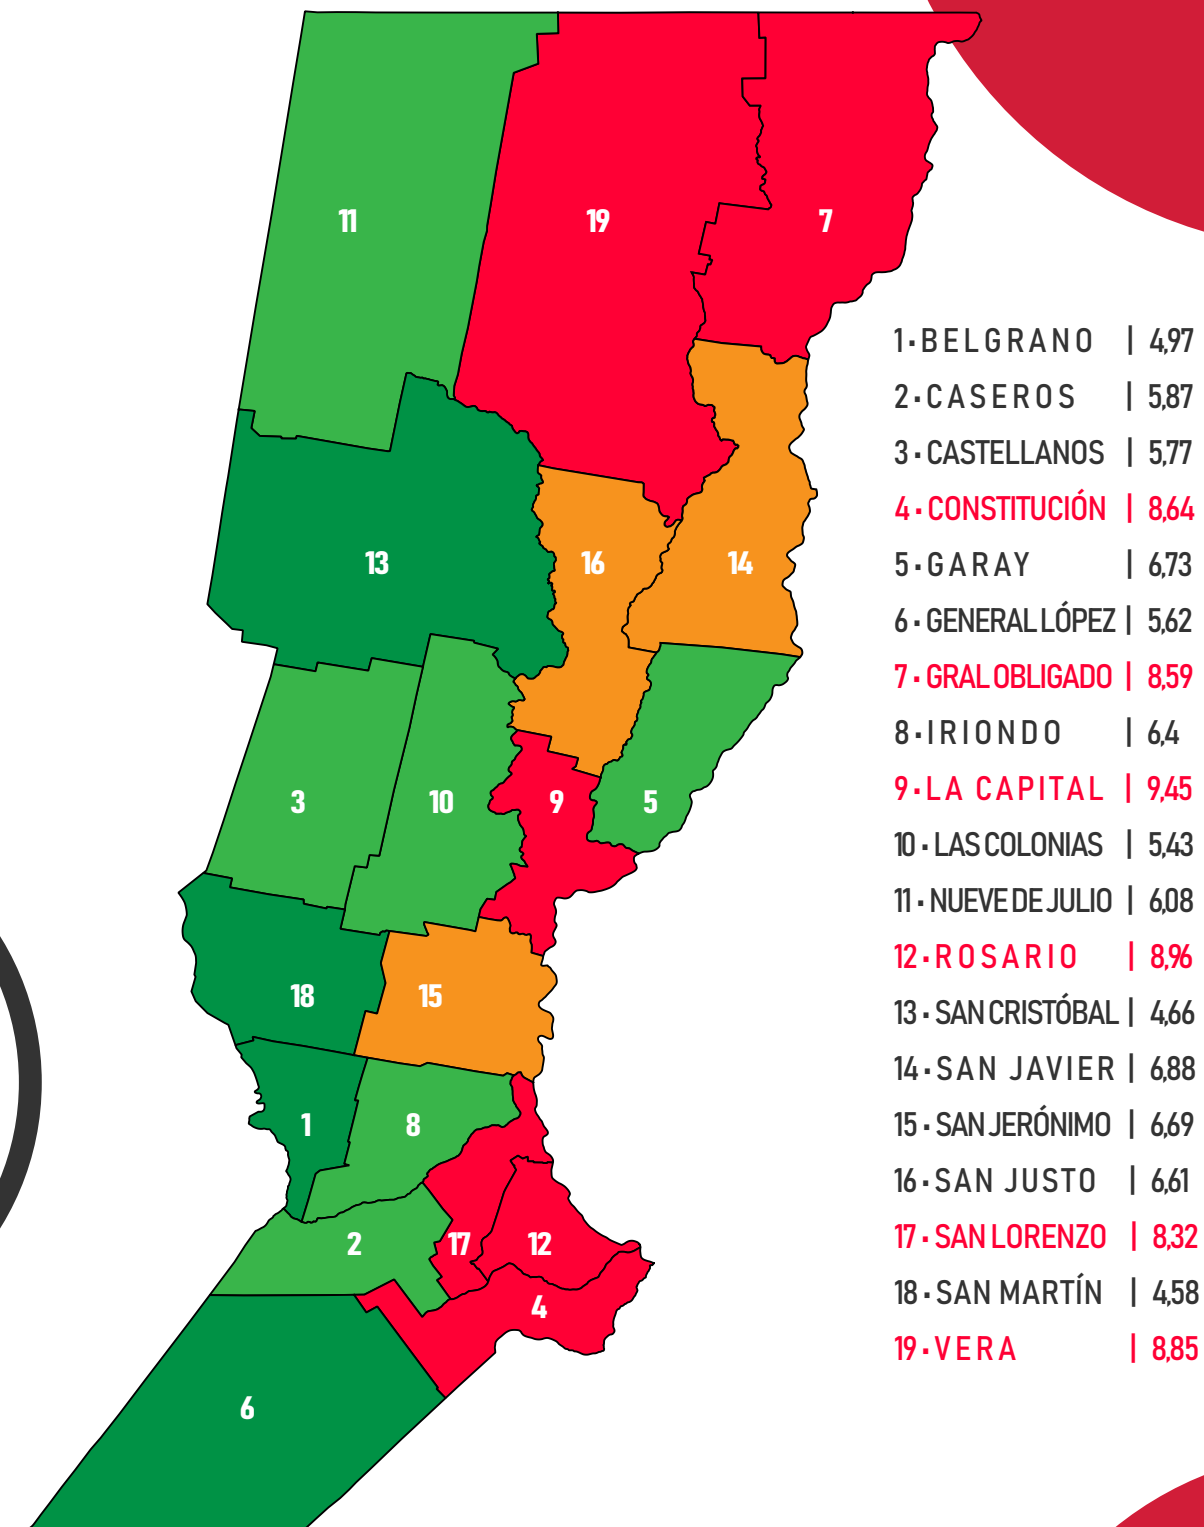 11
19
7
13
16
14
3
10
9
5
18
15
1
8
2
17
12
4
6
1·BELGRANO | 4,97
2·CASEROS | 5,87
3·CASTELLANOS | 5,77
4·CONSTITUCIÓN | 8,64
5·GARAY | 6,73
6·GENERAL LÓPEZ | 5,62
7·GRAL OBLIGADO | 8,59
8·IRIONDO | 6,4
9·LA CAPITAL | 9,45
10·LAS COLONIAS | 5,43
11·NUEVE DE JULIO | 6,08
12·ROSARIO | 8,96
13·SAN CRISTÓBAL | 4,66
14·SAN JAVIER | 6,88
15·SAN JERÓNIMO | 6,69
16·SAN JUSTO | 6,61
17·SAN LORENZO | 8,32
18·SAN MARTÍN | 4,58
19·VERA | 8,85